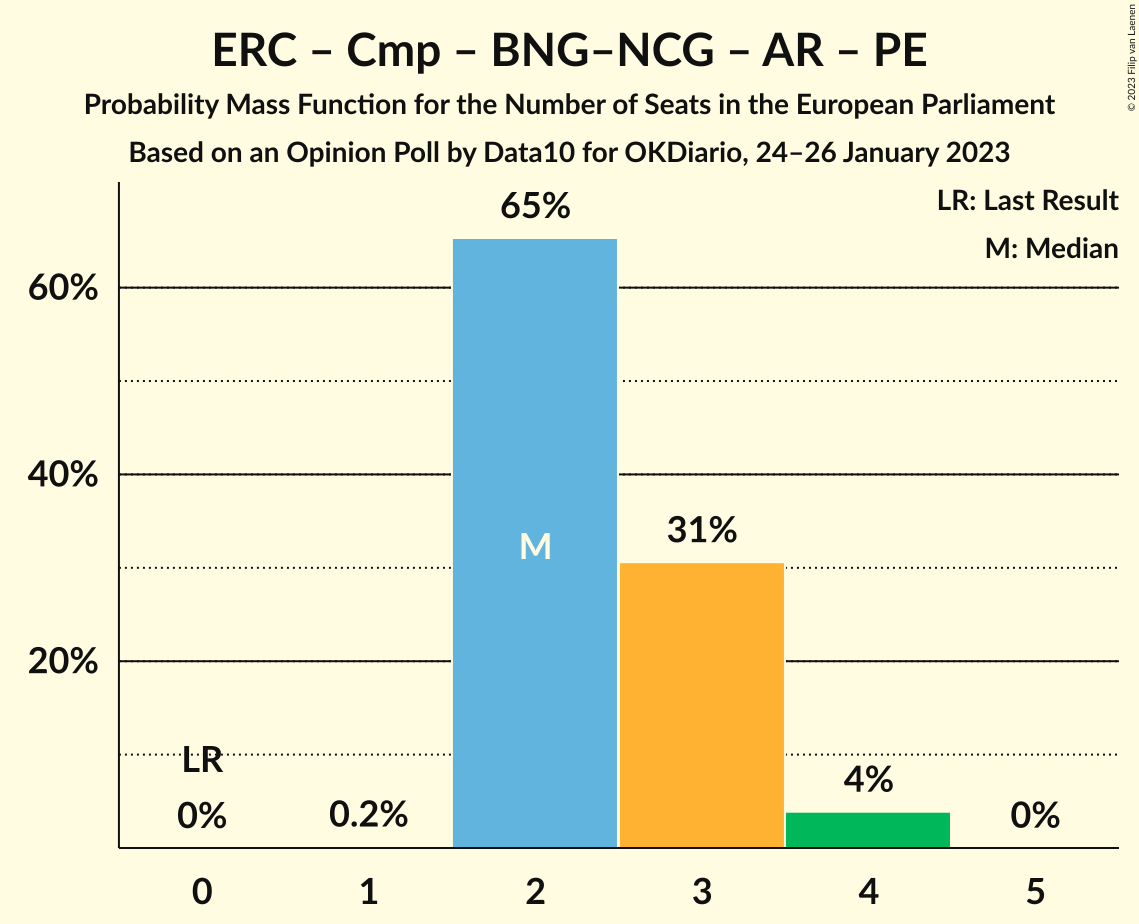 ERC – Cmp – BNG–NCG – AR – PE
Probability Mass Function for the Number of Seats in the European Parliament
Based on an Opinion Poll by Data10 for OKDiario, 24–26 January 2023
© 2023 Filip van Laenen
LR: Last Result
M: Median
65%
60%
40%
20%
M
31%
LR
0%
0.2%
4%
0%
0
1
2
3
4
5